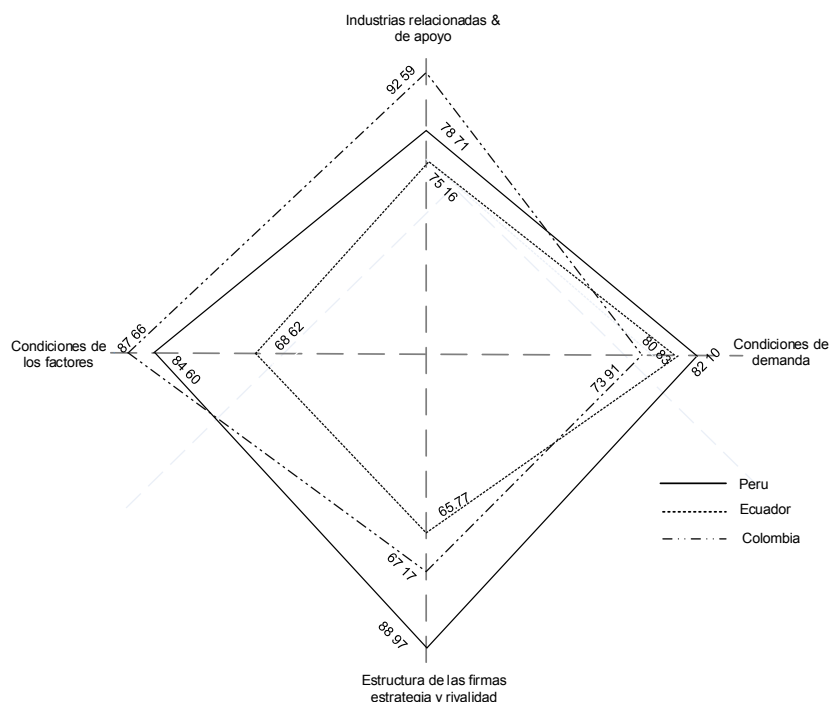 Industrias relacionadas &
de apoyo
92 59
78 71
75 16
87 66
68 62
80 83
Condiciones de
los factores
84 60
73 91
82 10
Condiciones de
demanda
Peru
65.77
Ecuador
67 17
Colombia
88 97
Estructura de las firmas
estrategia y rivalidad